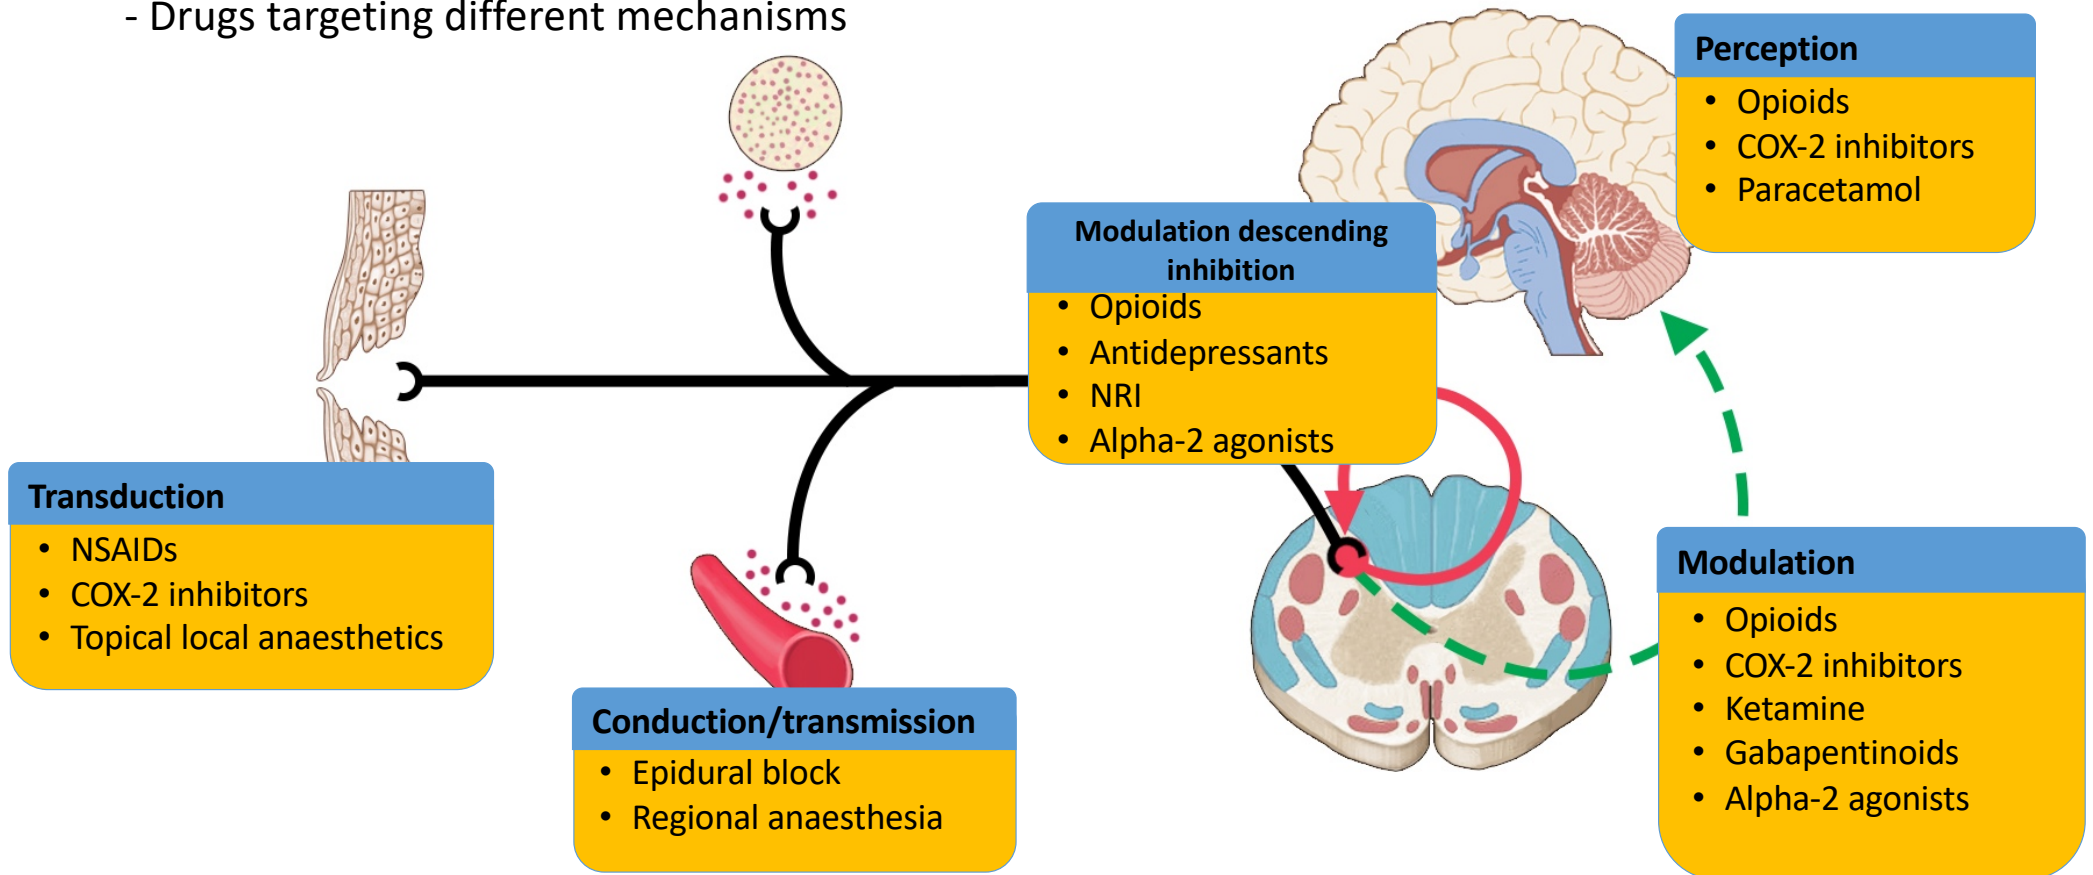 - Drugs targeting different mechanisms
Perception
• Opioids
• COX-2 inhibitors
• Paracetamol
Modulation descending
inhibition
• Opioids
• Antidepressants
• NRI
• Alpha-2 agonists
Transduction
• NSAIDs
• COX-2 inhibitors
• Topical local anaesthetics
Conduction/transmission
• Epidural block
• Regional anaesthesia
Modulation
• Opioids
• COX-2 inhibitors
• Ketamine
• Gabapentinoids
• Alpha-2 agonists